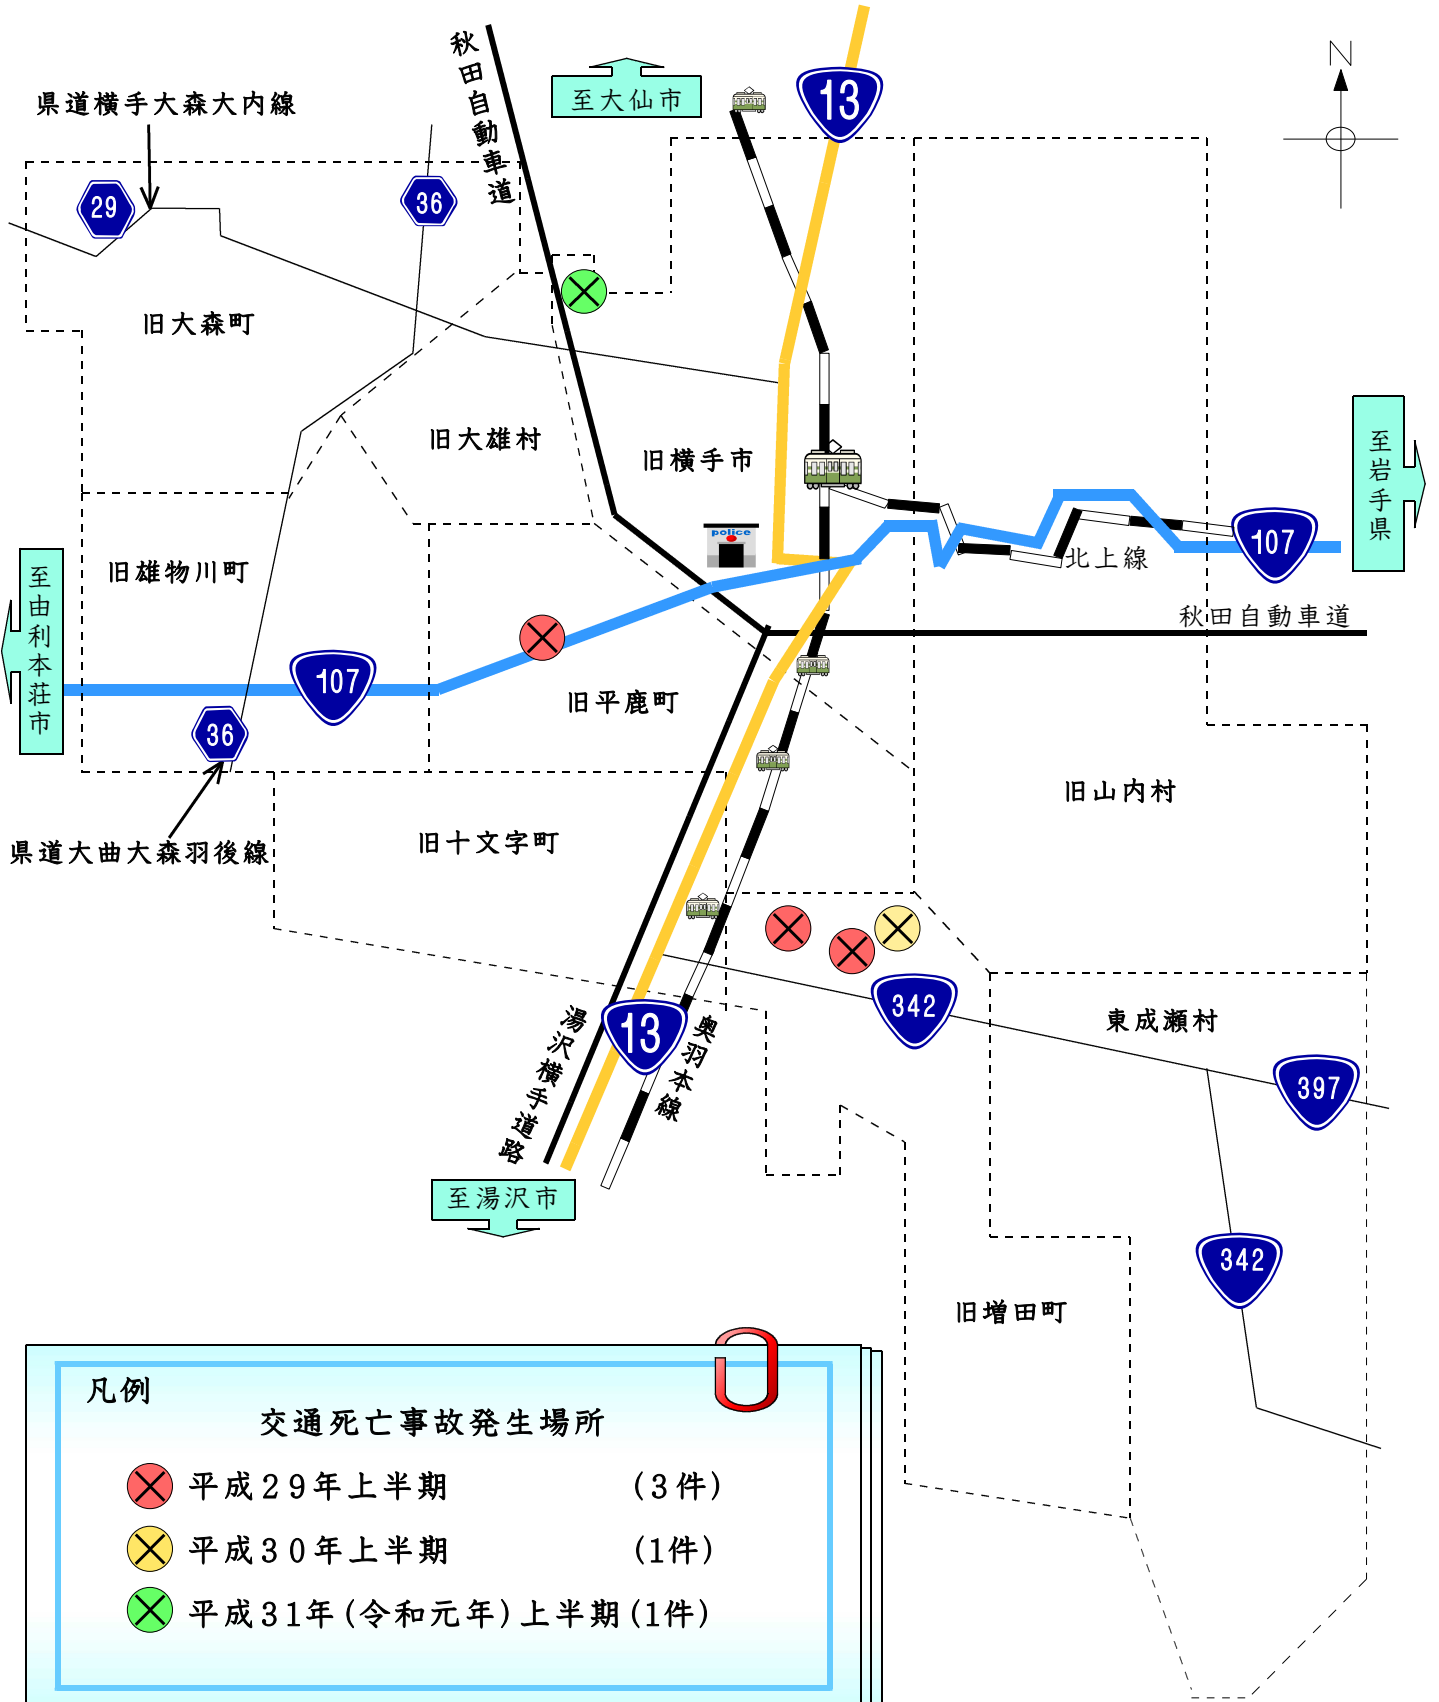 秋田自動車道
至大仙市
13
N
県道横手大森大内線
29
36
旧大森町
旧大雄村
旧横手市
至岩手県
police
107
北上線
旧雄物川町
至由利本荘市
秋田自動車道
107
旧平鹿町
36
旧山内村
県道大曲大森羽後線
旧十文字町
342
13
湯沢横手道路
奥羽本線
東成瀬村
397
至湯沢市
342
旧増田町
凡例
交通死亡事故発生場所
平成29年上半期 (3件)
平成30年上半期 (1件)
平成31年(令和元年)上半期(1件)